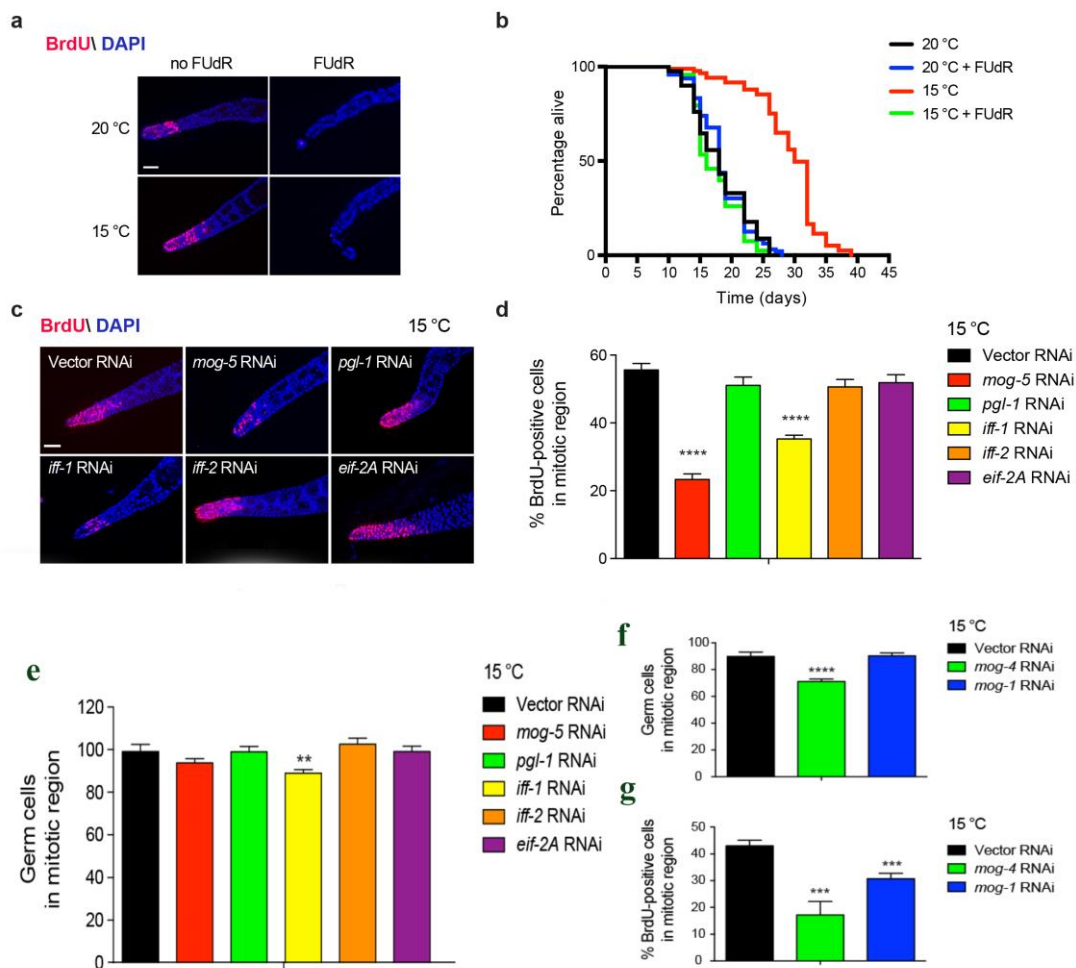 a
BrdU\ DAPI
no FUdR
FUdR
20 °C
15 °C
b
Percentage alive
100
50
0
0 5 10 15 20 25 30 35 40 45
Time (days)
20 °C
20 °C + FUdR
15 °C
15 °C + FUdR
c
BrdU\ DAPI
15 °C
Vector RNAi
mog-5 RNAi
pgl-1 RNAi
iff-1 RNAi
iff-2 RNAi
eif-2A RNAi
d
% BrdU-positive cells
in mitotic region
60
40
20
0
****
****
15 °C
Vector RNAi
mog-5 RNAi
pgl-1 RNAi
iff-1 RNAi
iff-2 RNAi
eif-2A RNAi
e
Germ cells
in mitotic region
120
100
80
60
40
20
0
**
15 °C
Vector RNAi
mog-5 RNAi
pgl-1 RNAi
iff-1 RNAi
iff-2 RNAi
eif-2A RNAi
f
Germ cells
in mitotic region
100
80
60
40
20
0
****
15 °C
Vector RNAi
mog-4 RNAi
mog-1 RNAi
g
% BrdU-positive cells
in mitotic region
50
40
30
20
10
0
***
***
15 °C
Vector RNAi
mog-4 RNAi
mog-1 RNAi